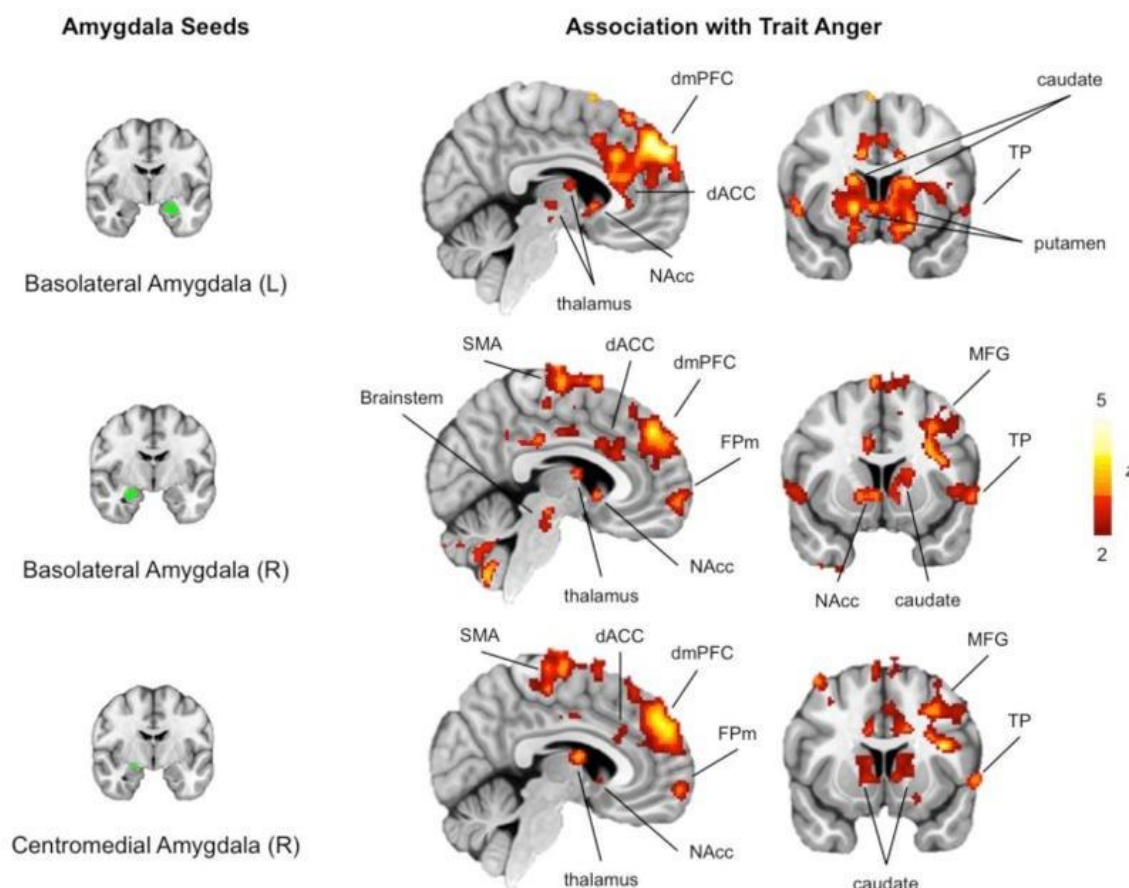 Amygdala Seeds
Association with Trait Anger
dmPFC
caudate
TP
dACC
putamen
NAcc
thalamus
Basolateral Amygdala (L)
SMA
dACC
dmPFC
MFG
Brainstem
FPm
TP
5
z
2
NAcc
thalamus
NAcc
caudate
Basolateral Amygdala (R)
SMA
dACC
dmPFC
MFG
FPm
TP
NAcc
thalamus
caudate
Centromedial Amygdala (R)